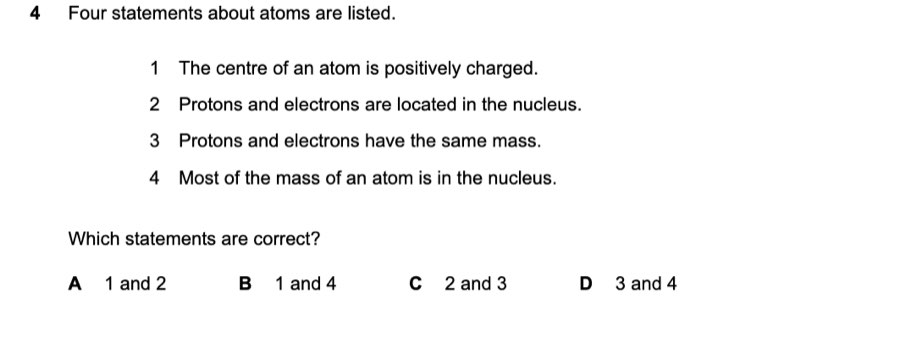 4 Four statements about atoms are listed.
1 The centre of an atom is positively charged.
2 Protons and electrons are located in the nucleus.
3 Protons and electrons have the same mass.
4 Most of the mass of an atom is in the nucleus.
Which statements are correct?
A 1 and 2 B 1 and 4 C 2 and 3 D 3 and 4